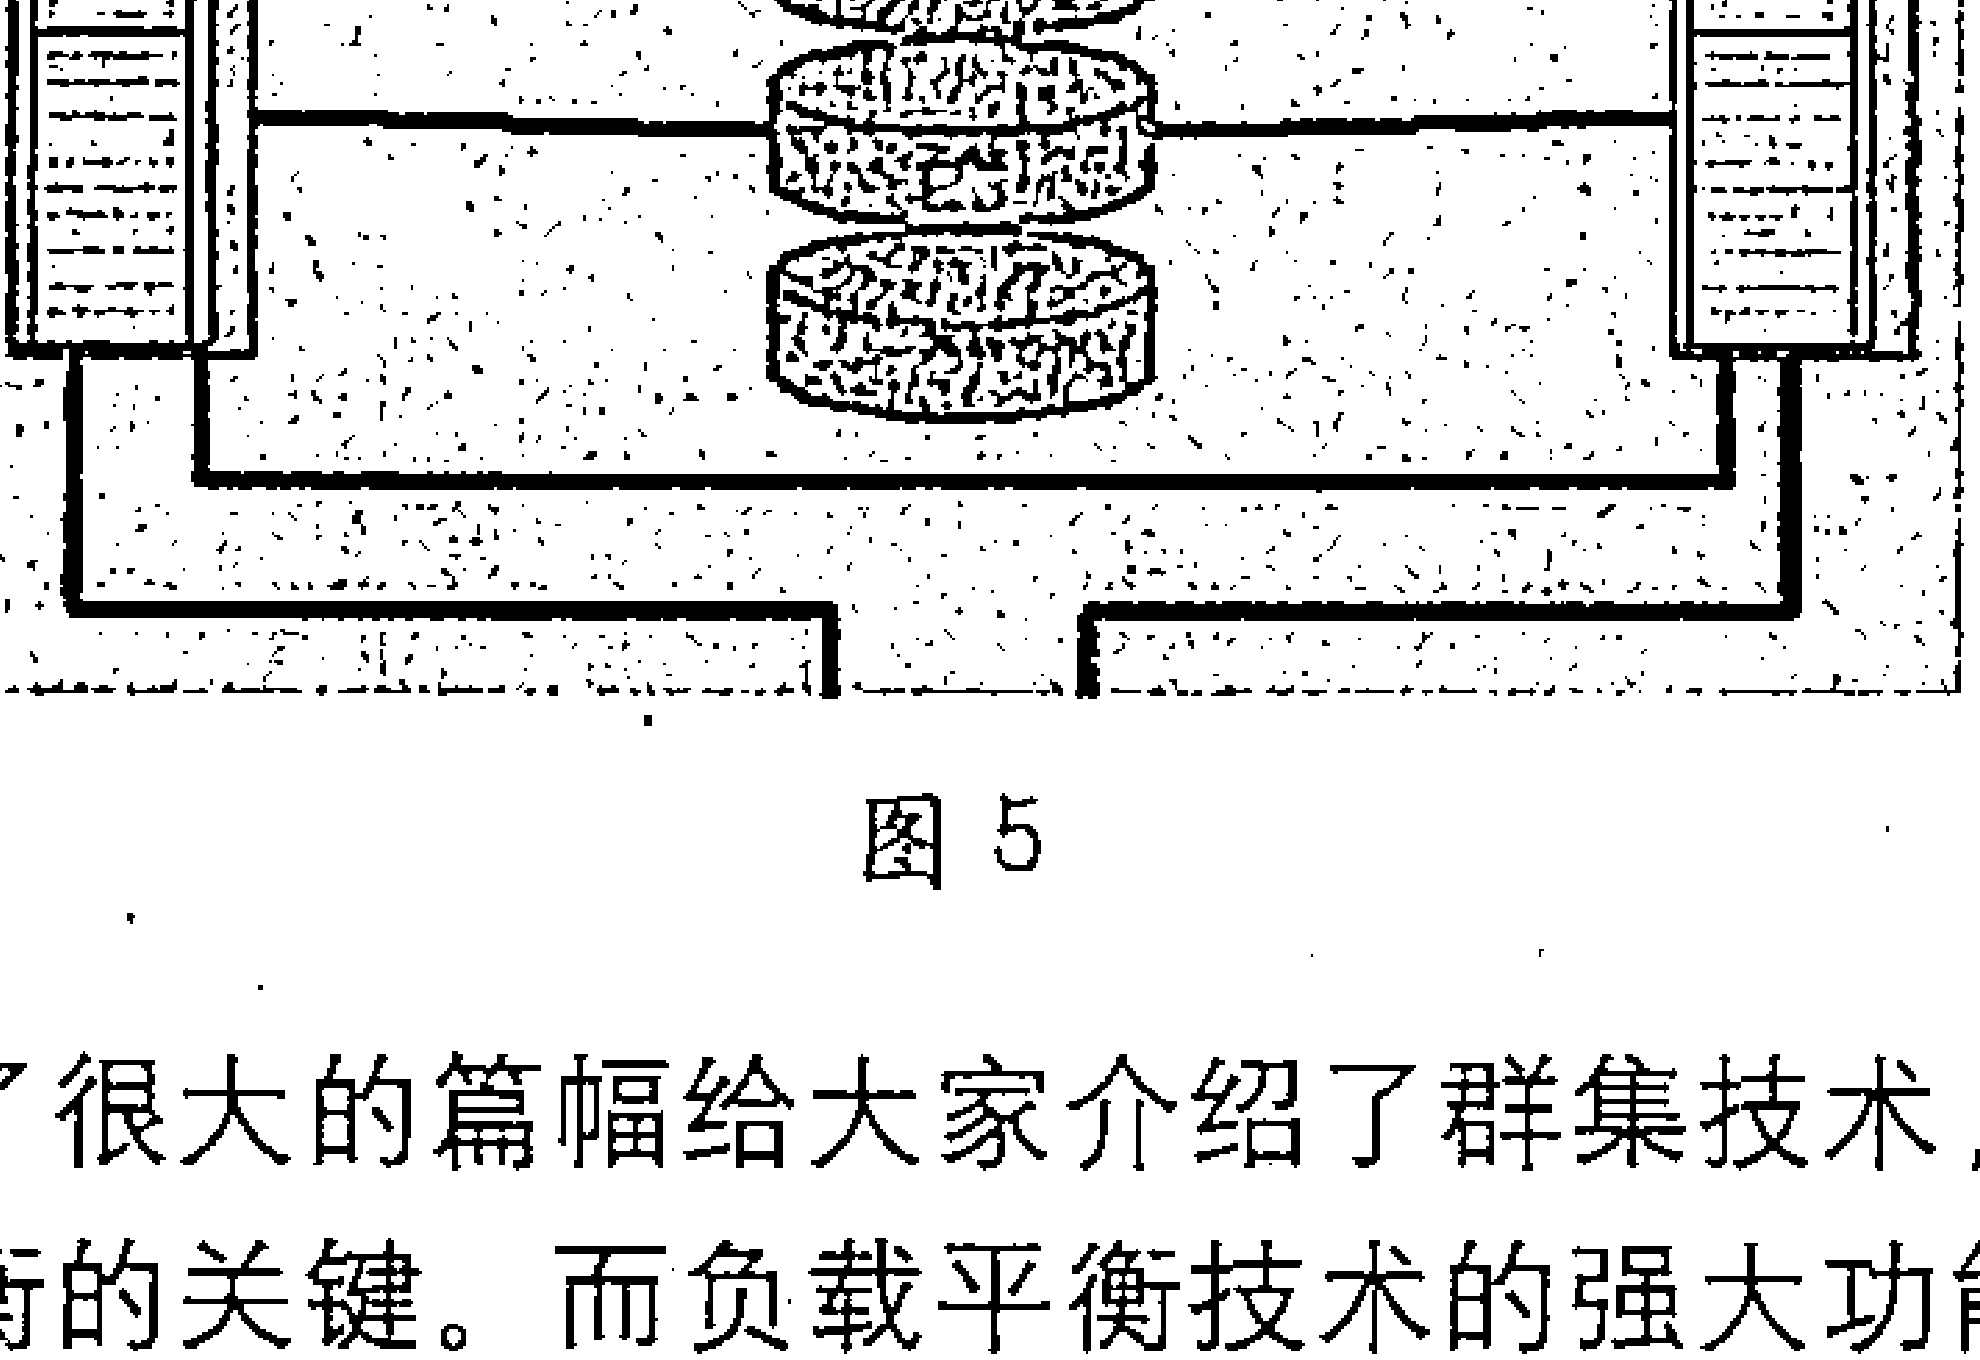 图 5
了很大的篇幅给大家介绍了群集技术，
衡的关键。而负载平衡技术的强大功能